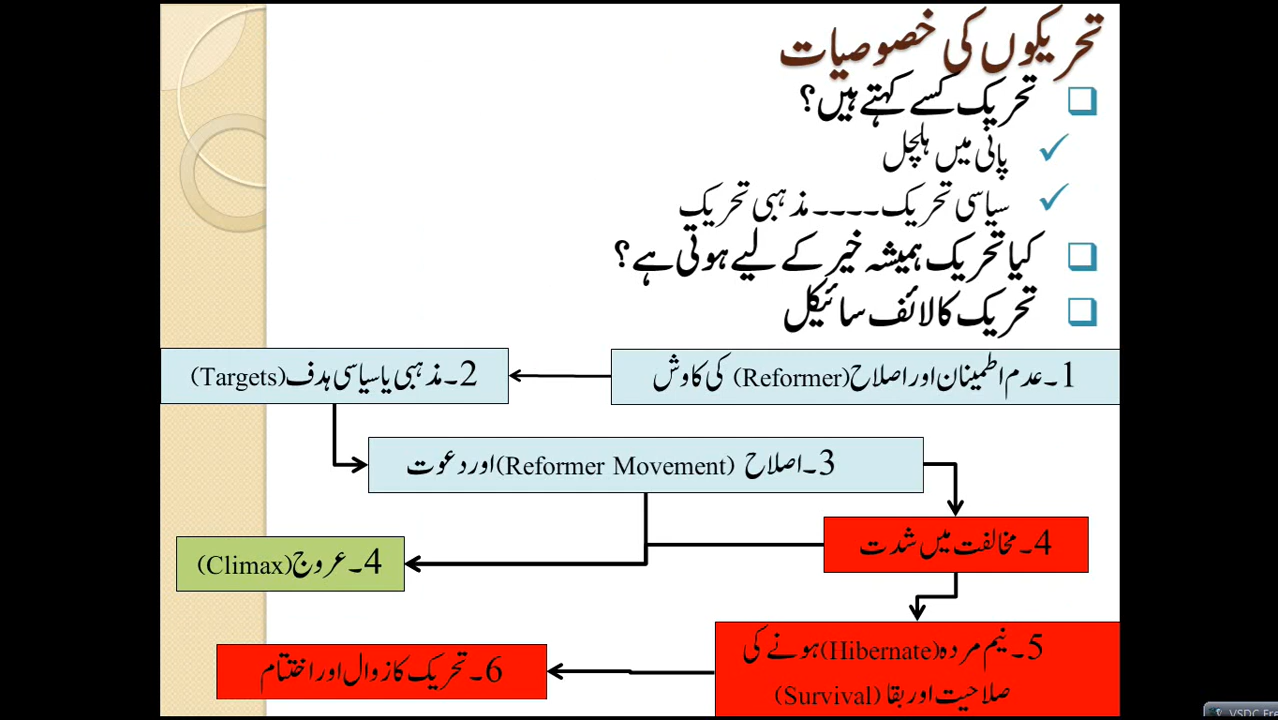 تحریکوں کی خصوصیات
تحریک کسے کہتے ہیں؟
پانی میں ہلچل
سیاسی تحریک۔۔۔۔مذہبی تحریک
کیا تحریک ہمیشہ خیر کے لیے ہوتی ہے؟
تحریک کا لائف سائیکل
1۔عدم اطمینان اور اصلاح(Reformer) کی کاوش
2۔مذہبی یا سیاسی ہدف(Targets)
3۔اصلاح (Reformer Movement)اور دعوت
4۔مخالفت میں شدت
4۔عروج(Climax)
5۔نیم مردہ(Hibernate)ہونے کی
صلاحیت اور بقا (Survival)
6۔تحریک کا زوال اور اختتام
VSDC Fre